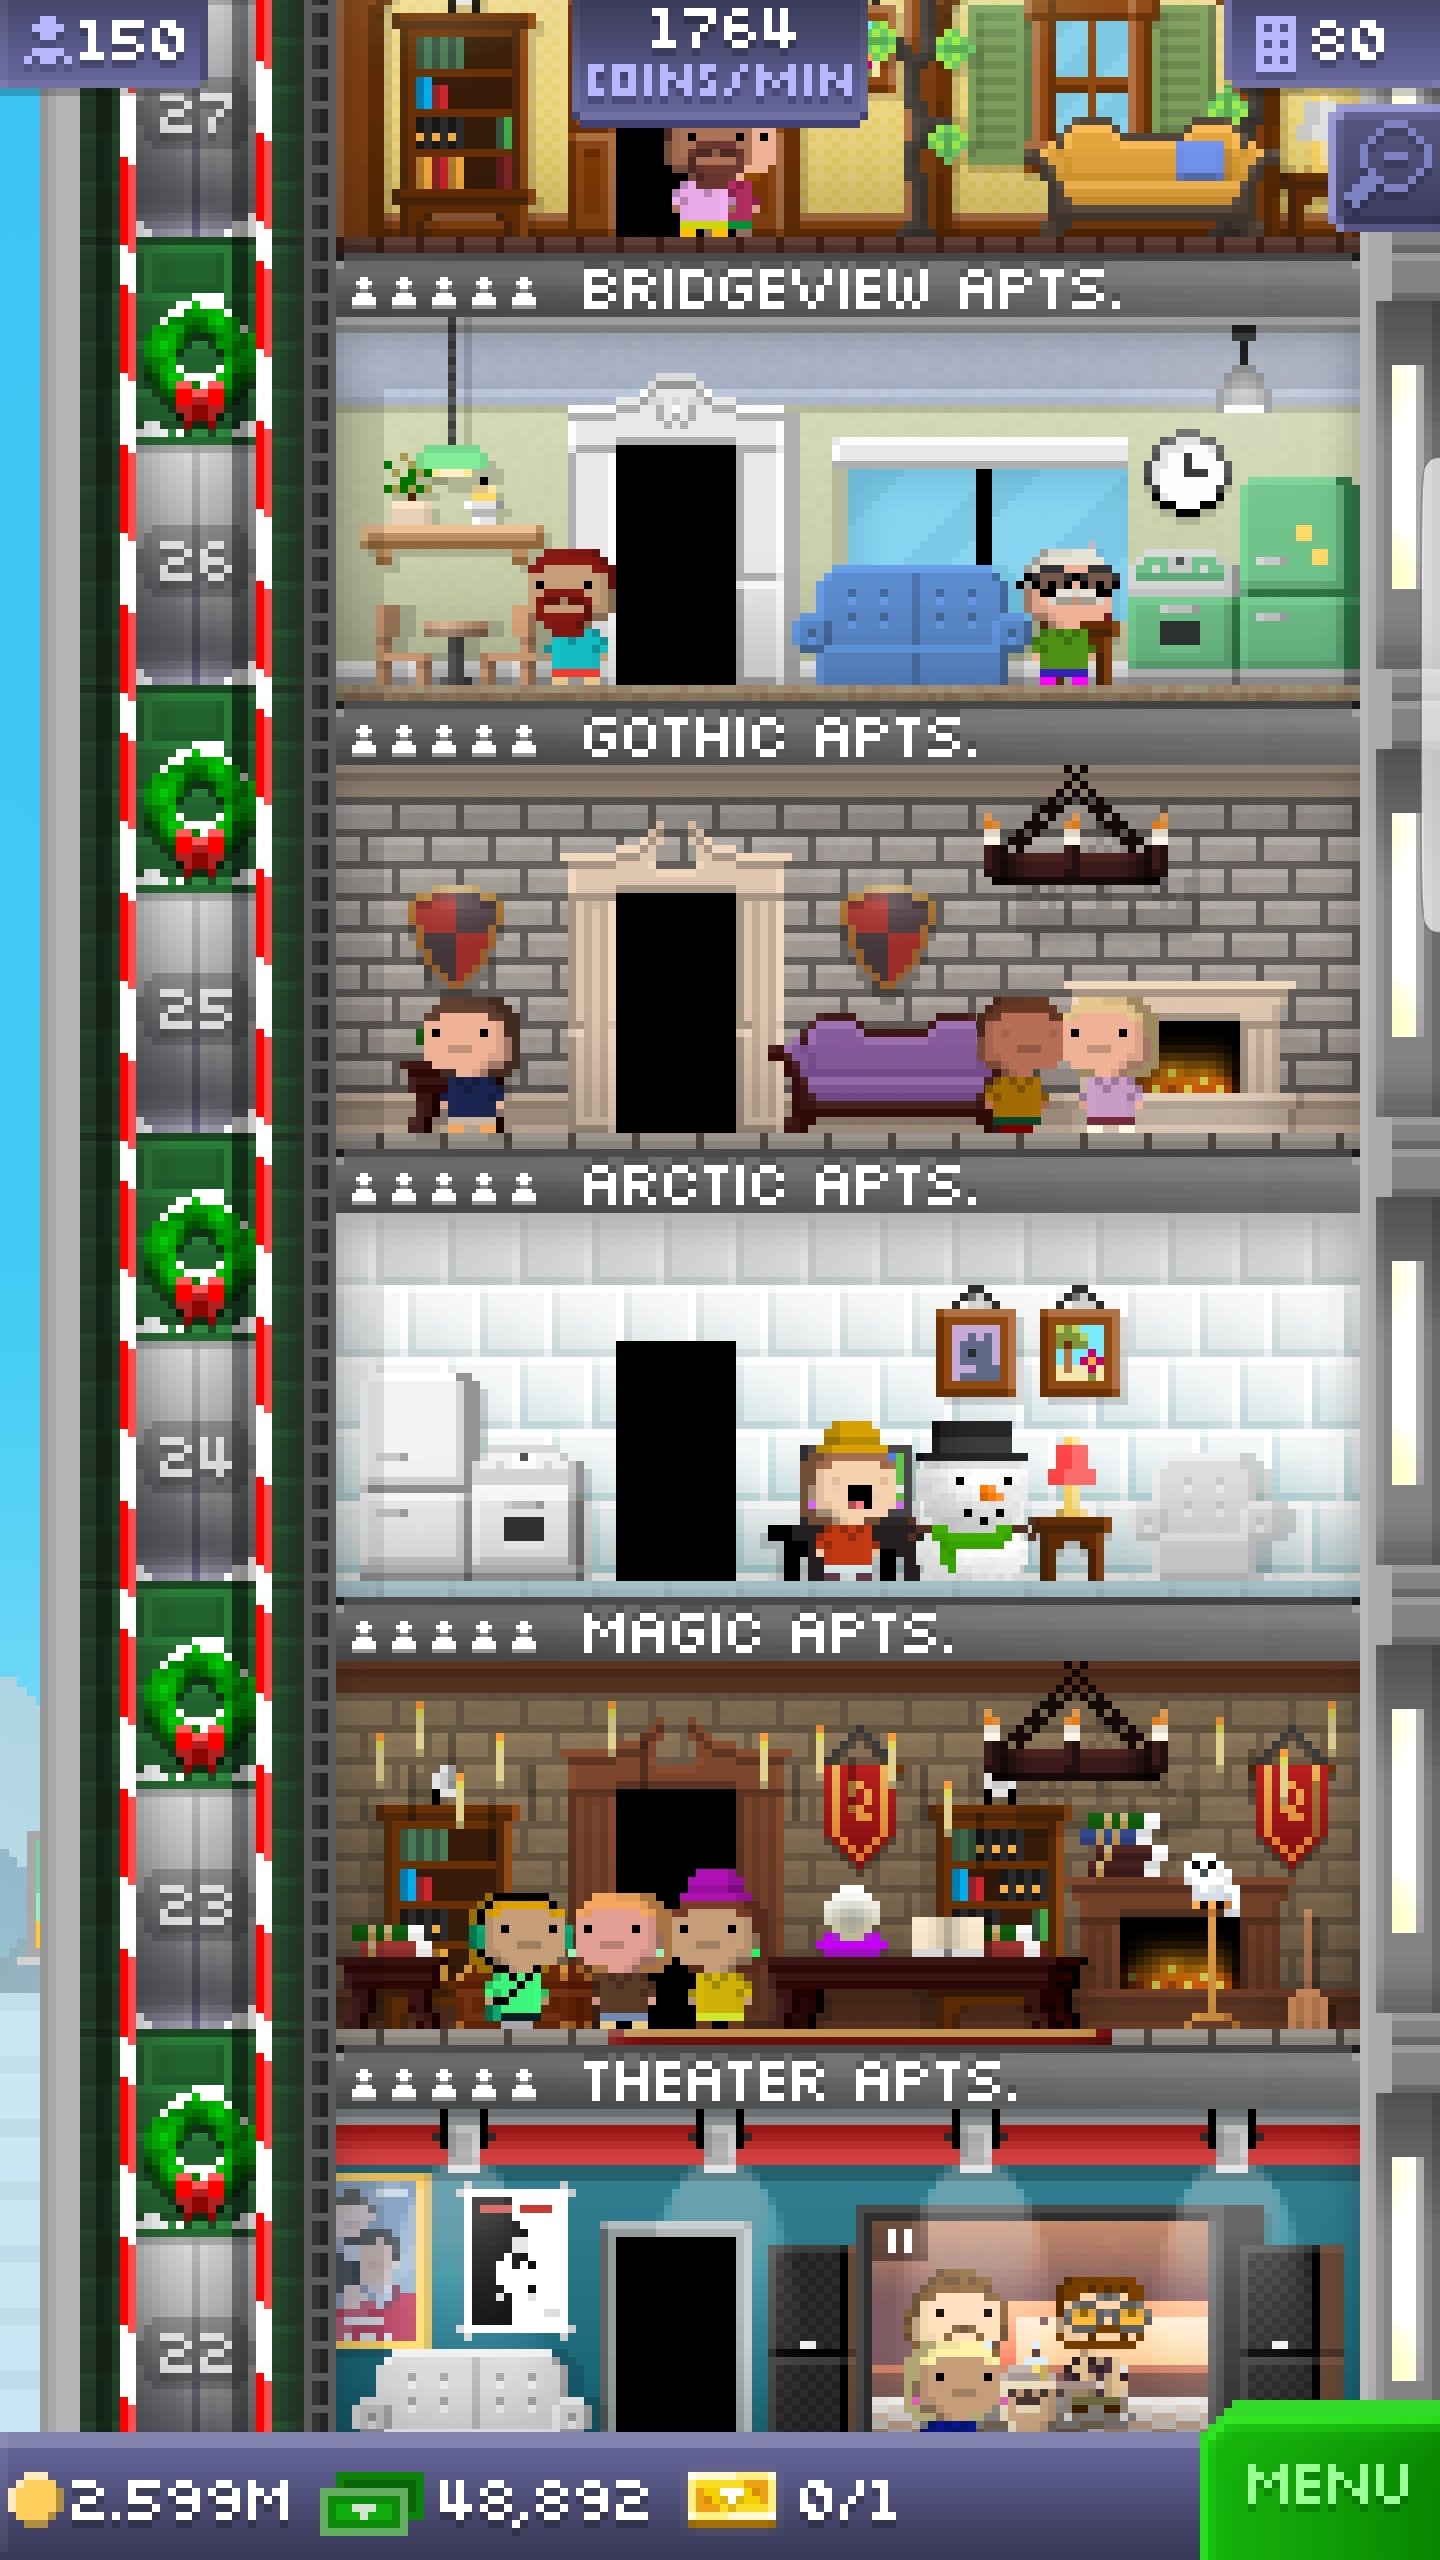 150
1764
COINS/MIN
80
27
BRIDGEVIEW APTS.
26
GOTHIC APTS.
25
ARCTIC APTS.
24
MAGIC APTS.
23
THEATER APTS.
22
2.599M 48,892 0/1
MENU